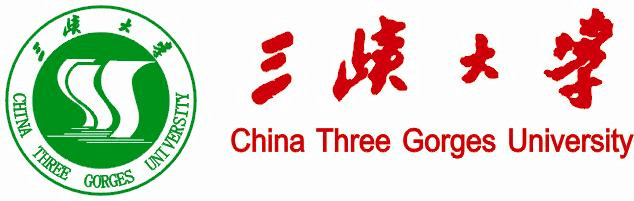 三峡大学
CHINA THREE GORGES UNIVERSITY
三峡大学
China Three Gorges University